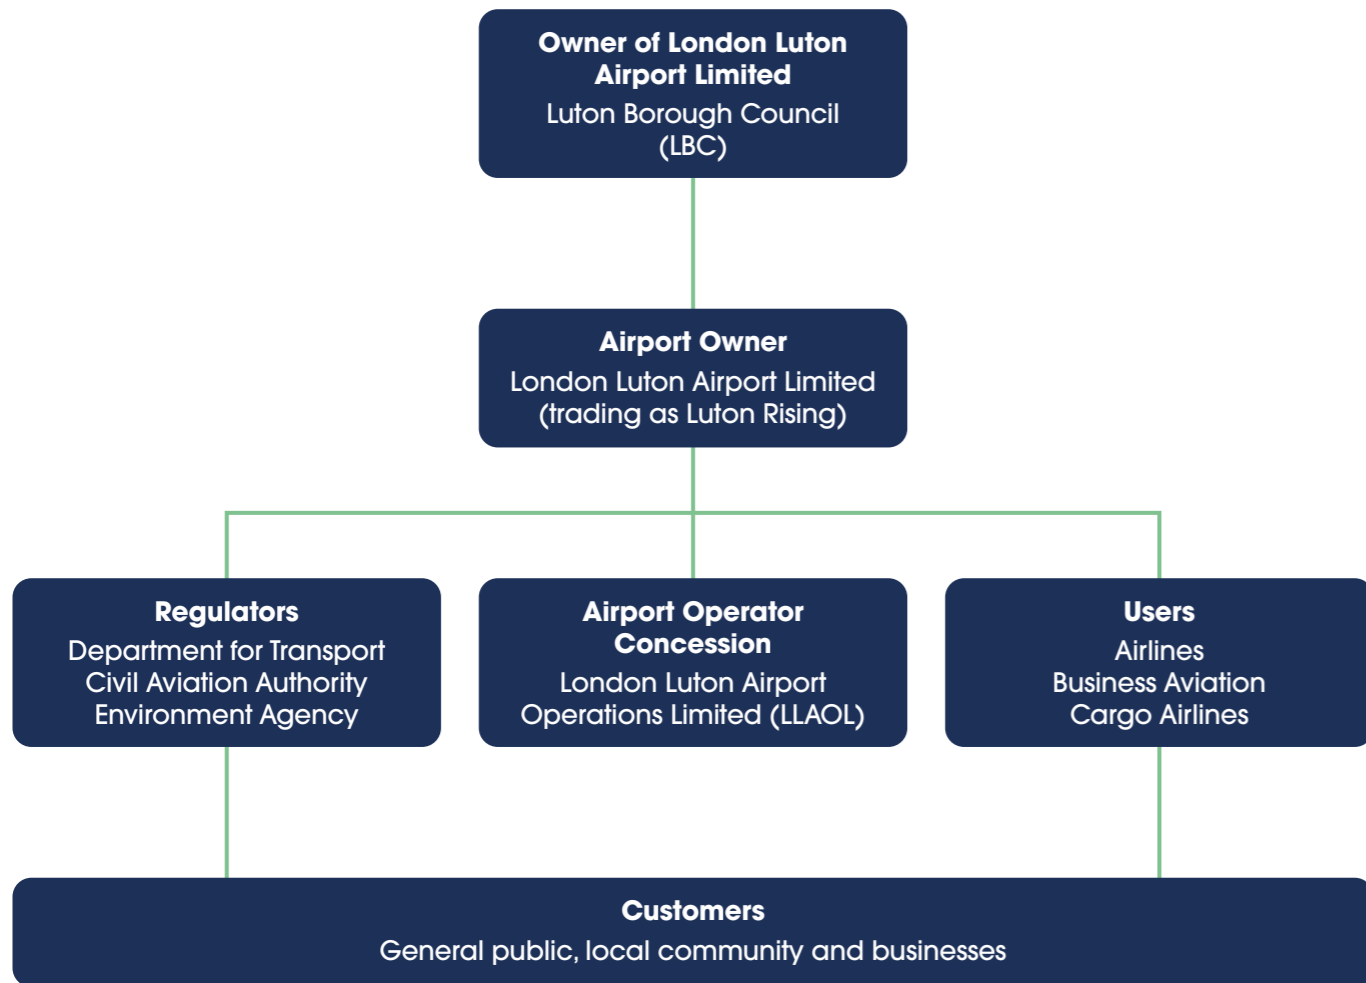 Owner of London Luton
Airport Limited
Luton Borough Council
(LBC)
Airport Owner
London Luton Airport Limited
(trading as Luton Rising)
Regulators
Department for Transport
Civil Aviation Authority
Environment Agency
Airport Operator
Concession
London Luton Airport
Operations Limited (LLAOL)
Users
Airlines
Business Aviation
Cargo Airlines
Customers
General public, local community and businesses